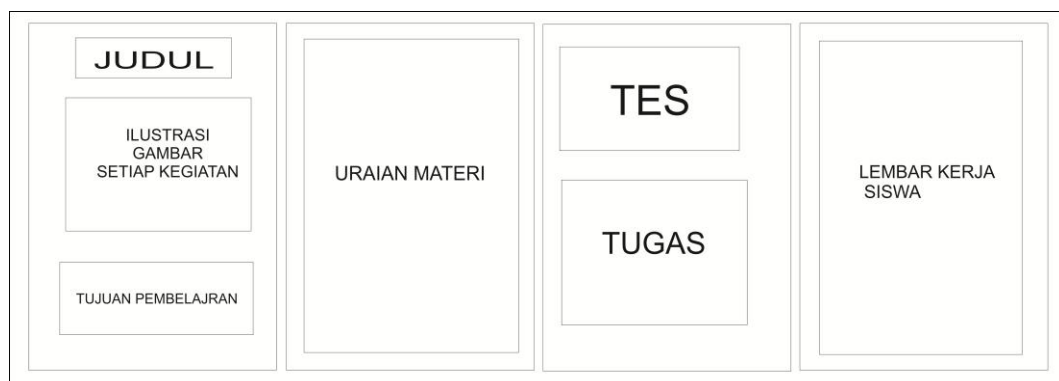 JUDUL
ILUSTRASI
GAMBAR
SETIAP KEGIATAN
TUJUAN PEMBELAJRAN
URAIAN MATERI
TES
TUGAS
LEMBAR KERJA
SISWA